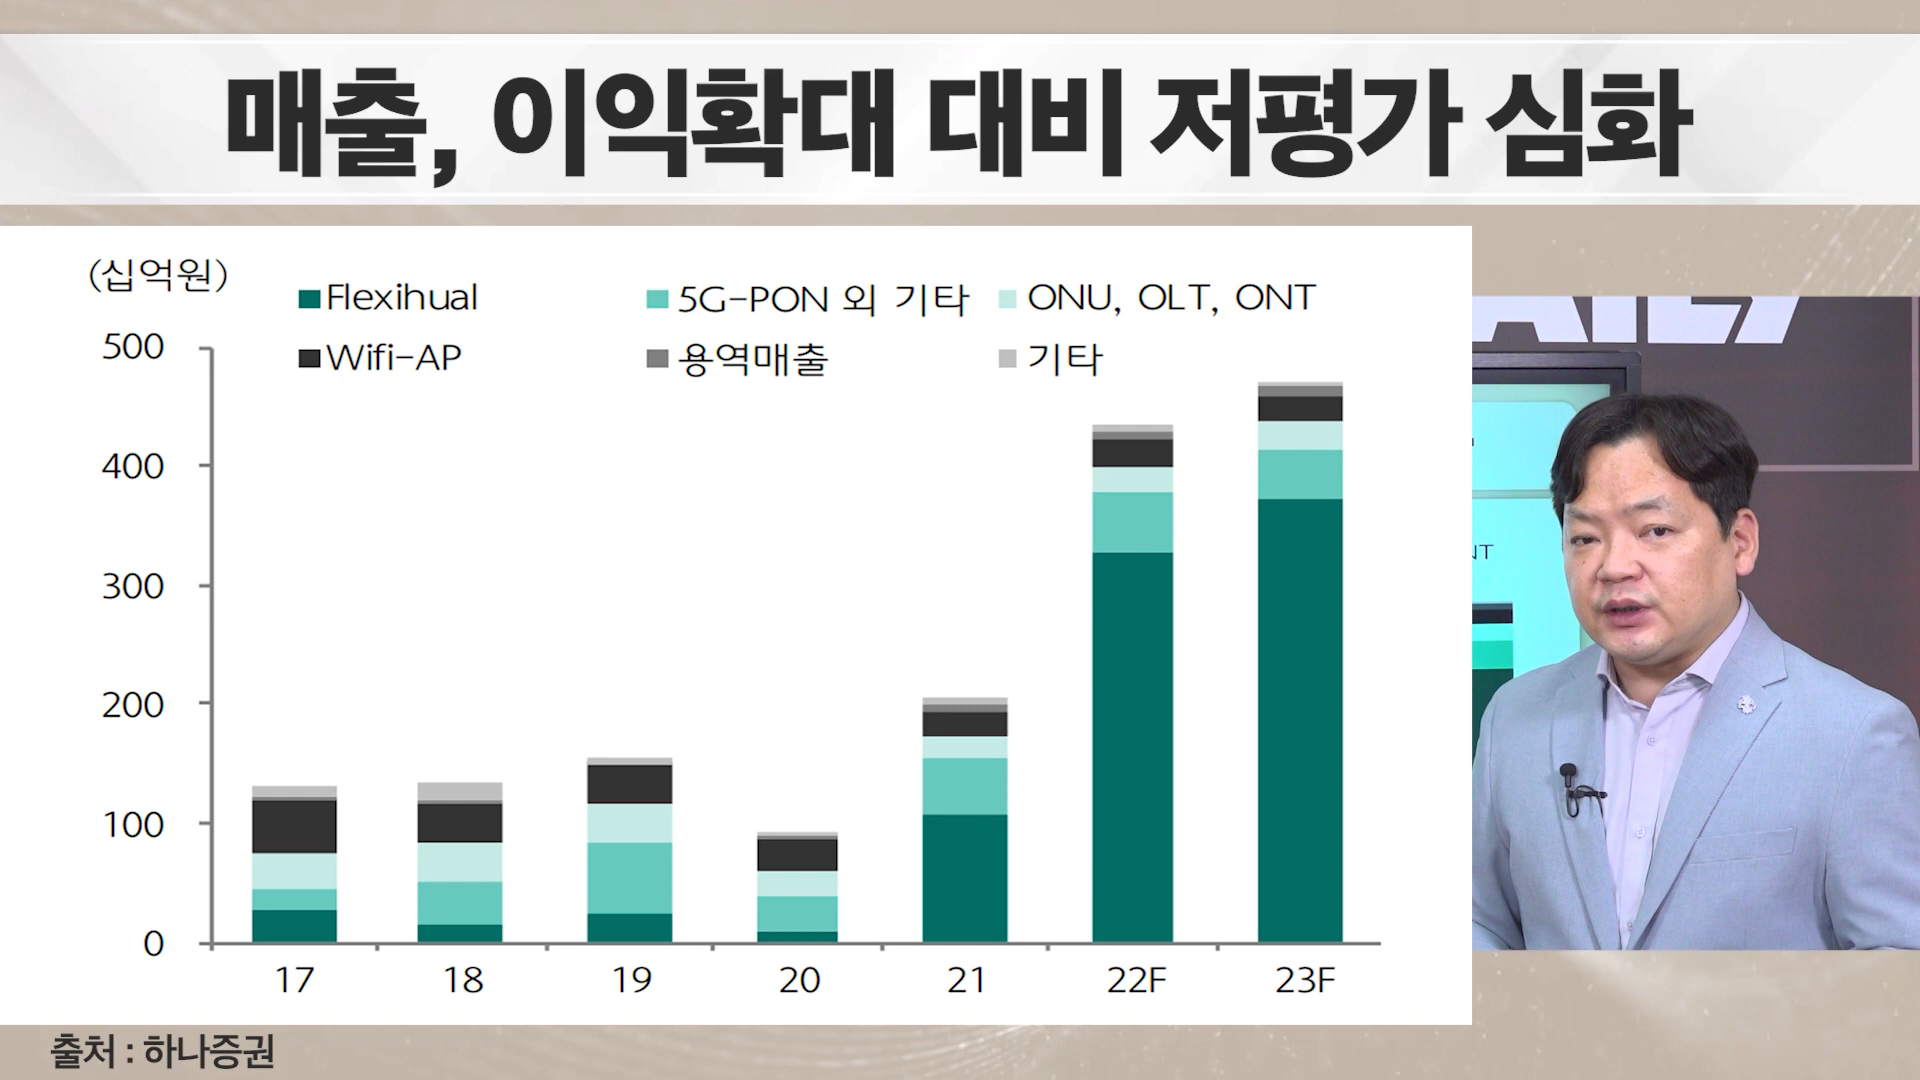 매출, 이익확대 대비 저평가 심화
(십억원)
Flexihual 5G-PON 외 기타 ONU, OLT, ONT
Wifi-AP 용역매출 기타
500
400
300
200
100
0
17 18 19 20 21 22F 23F
출처 : 하나증권